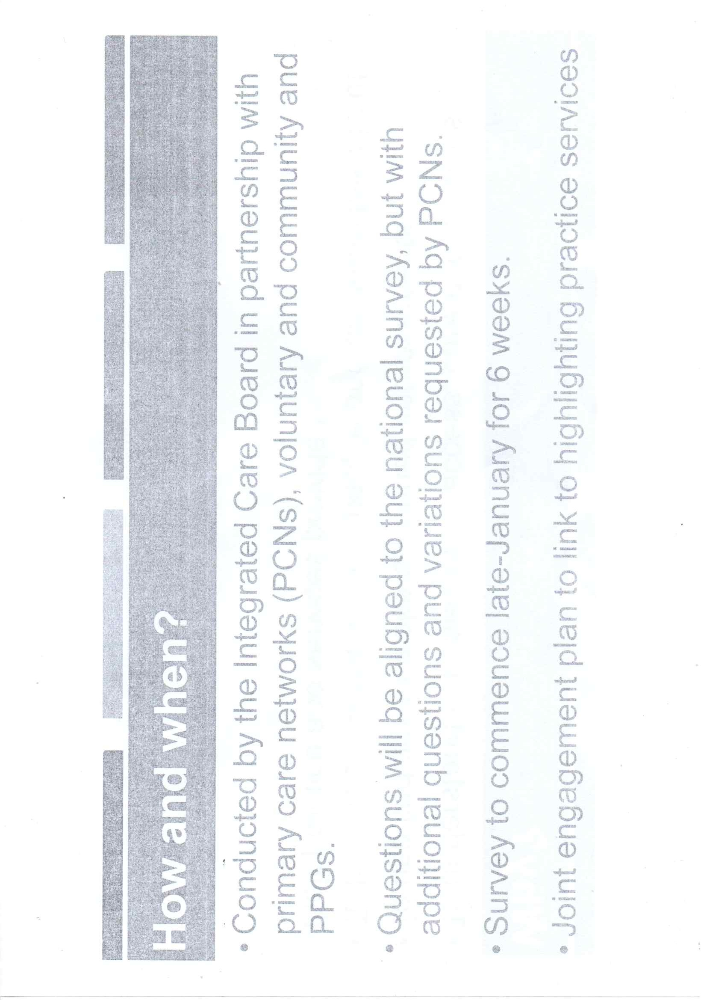 How and when?
• Conducted by the Integrated Care Board in partnership with
primary care networks (PCNs), voluntary and community and
PPGs.
• Questions will be aligned to the national survey, but with
additional questions and variations requested by PCNs.
• Survey to commence late-January for 6 weeks.
• Joint engagement plan to link to highlighting practice services